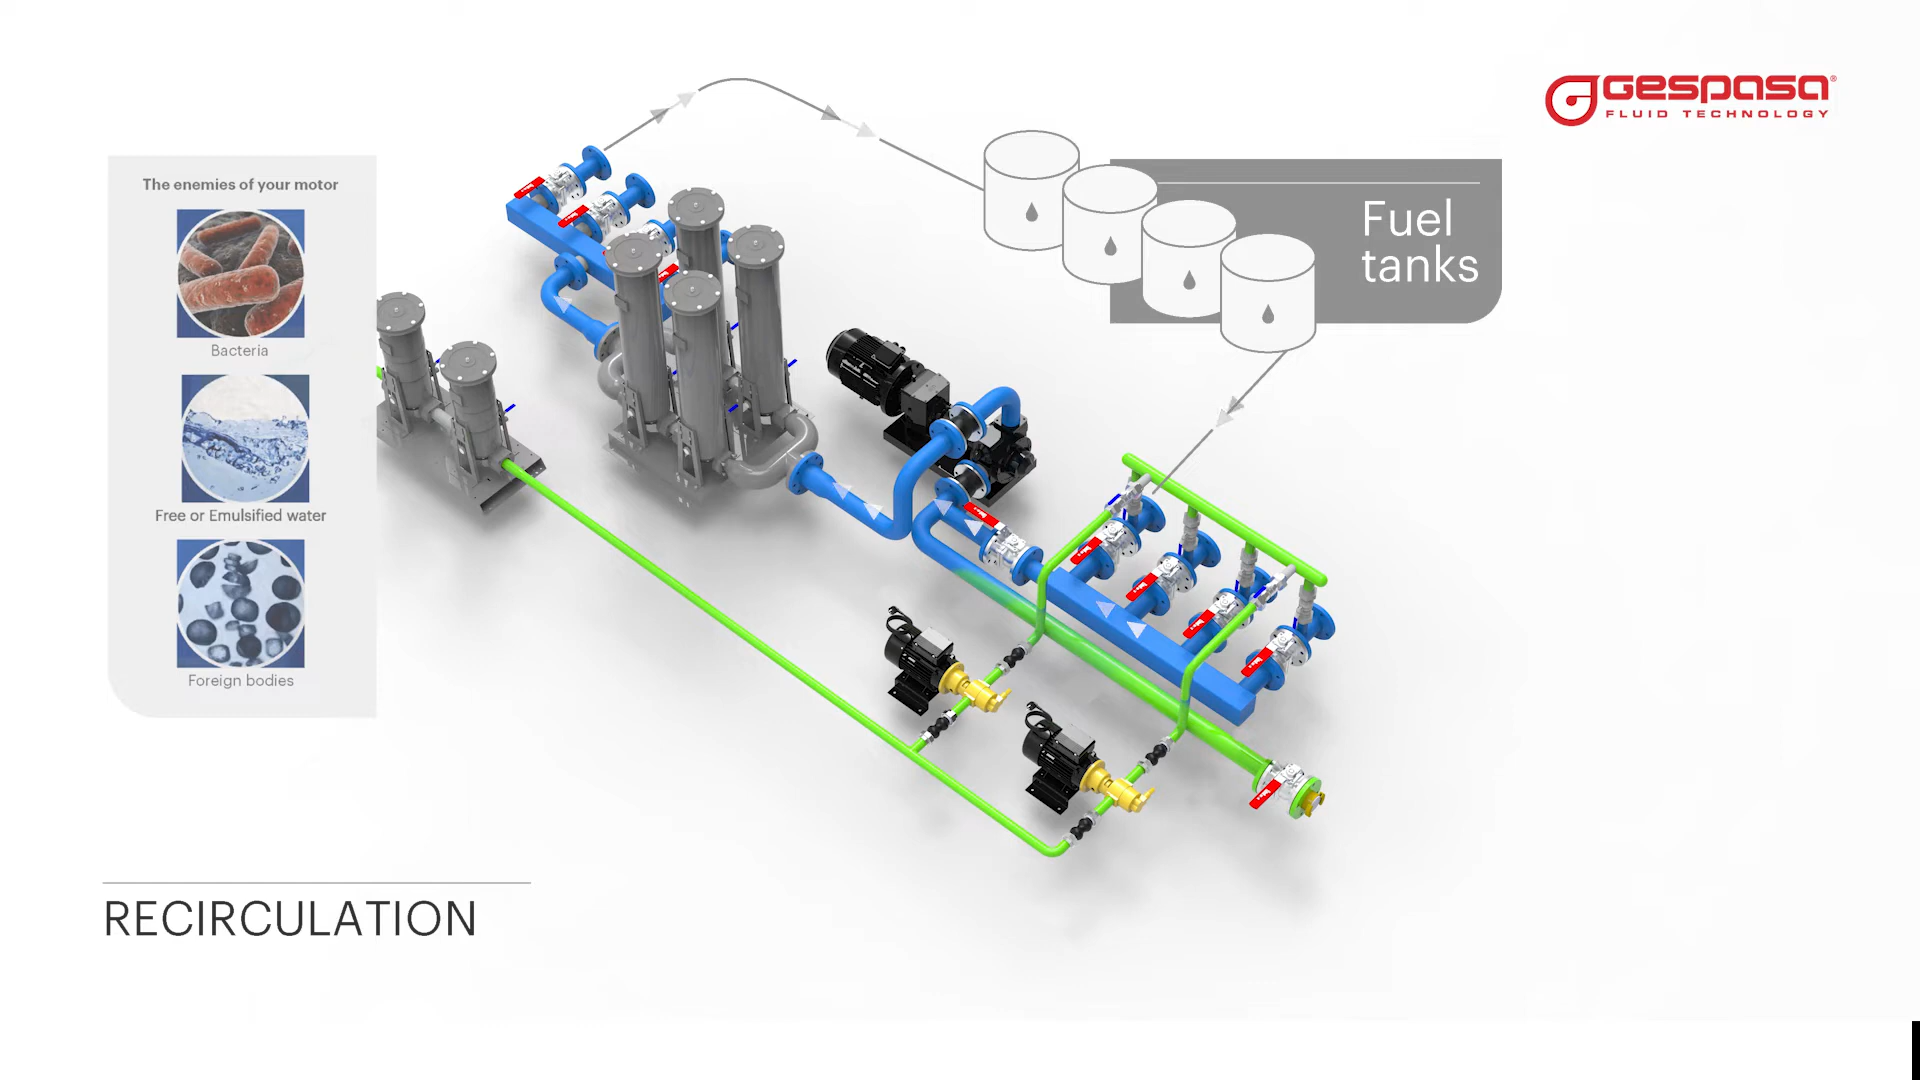 GESPASA®
FLUID TECHNOLOGY
The enemies of your motor
Bacteria
Free or Emulsified water
Foreign bodies
Fuel
tanks
RECIRCULATION